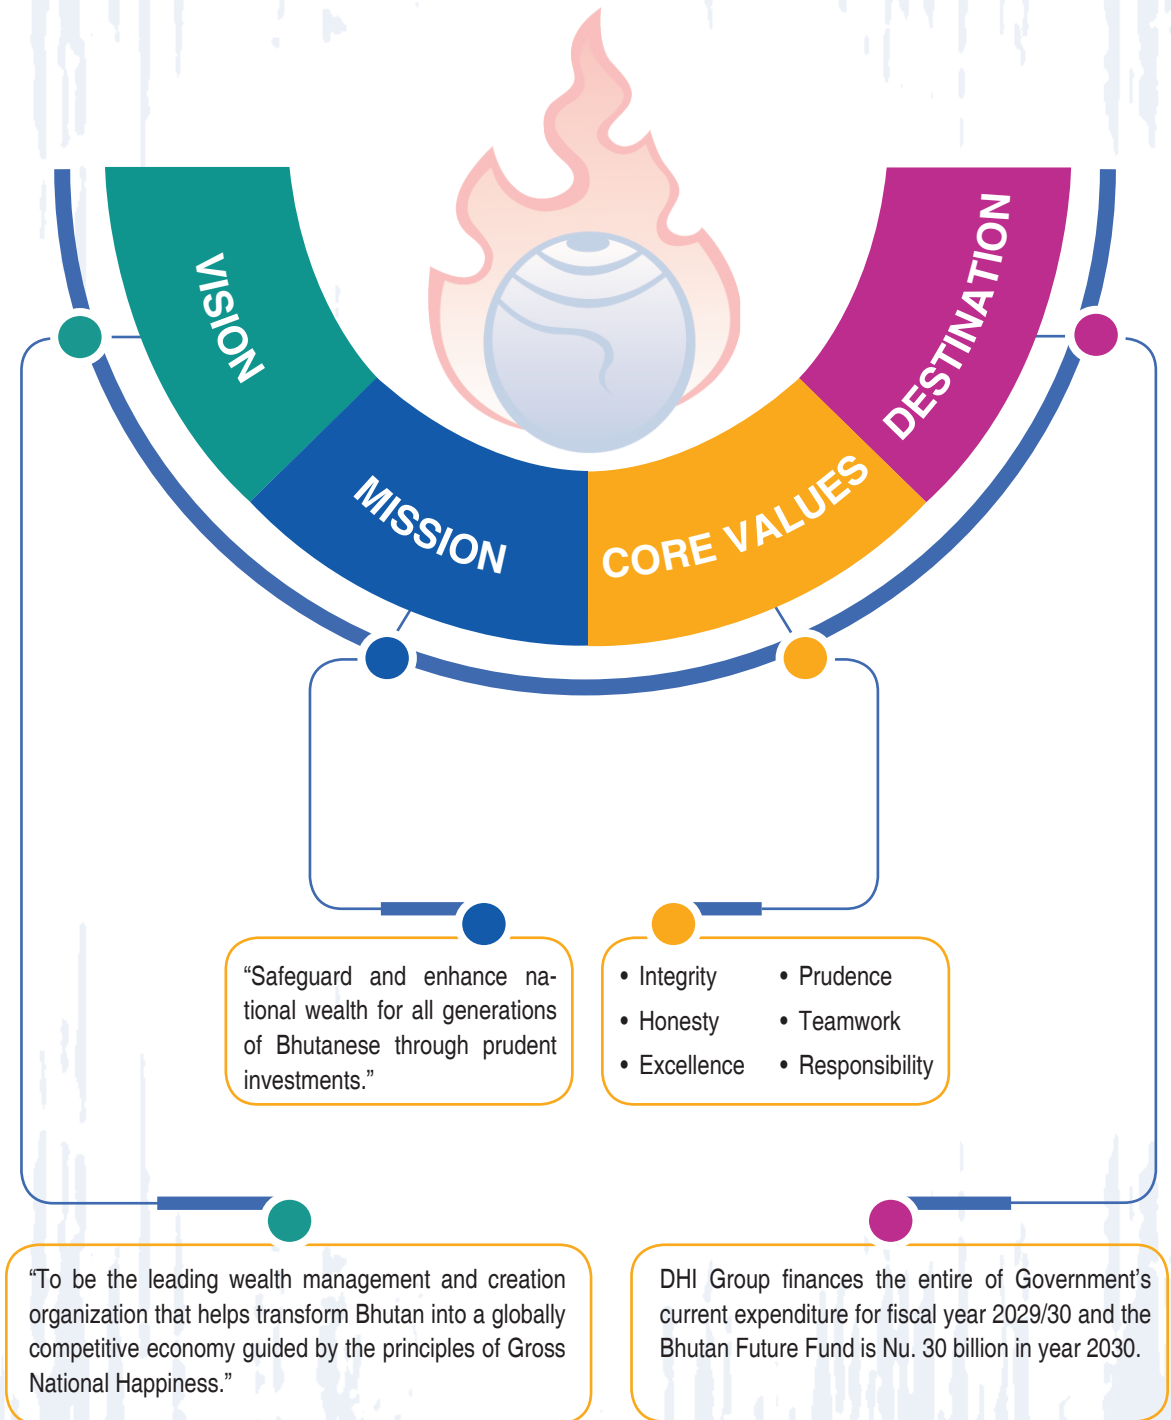 VISION
MISSION
CORE VALUES
DESTINATION
“Safeguard and enhance na-
tional wealth for all generations
of Bhutanese through prudent
investments.”
• Integrity
• Honesty
• Excellence
• Prudence
• Teamwork
• Responsibility
“To be the leading wealth management and creation
organization that helps transform Bhutan into a globally
competitive economy guided by the principles of Gross
National Happiness.”
DHI Group finances the entire of Government’s
current expenditure for fiscal year 2029/30 and the
Bhutan Future Fund is Nu. 30 billion in year 2030.